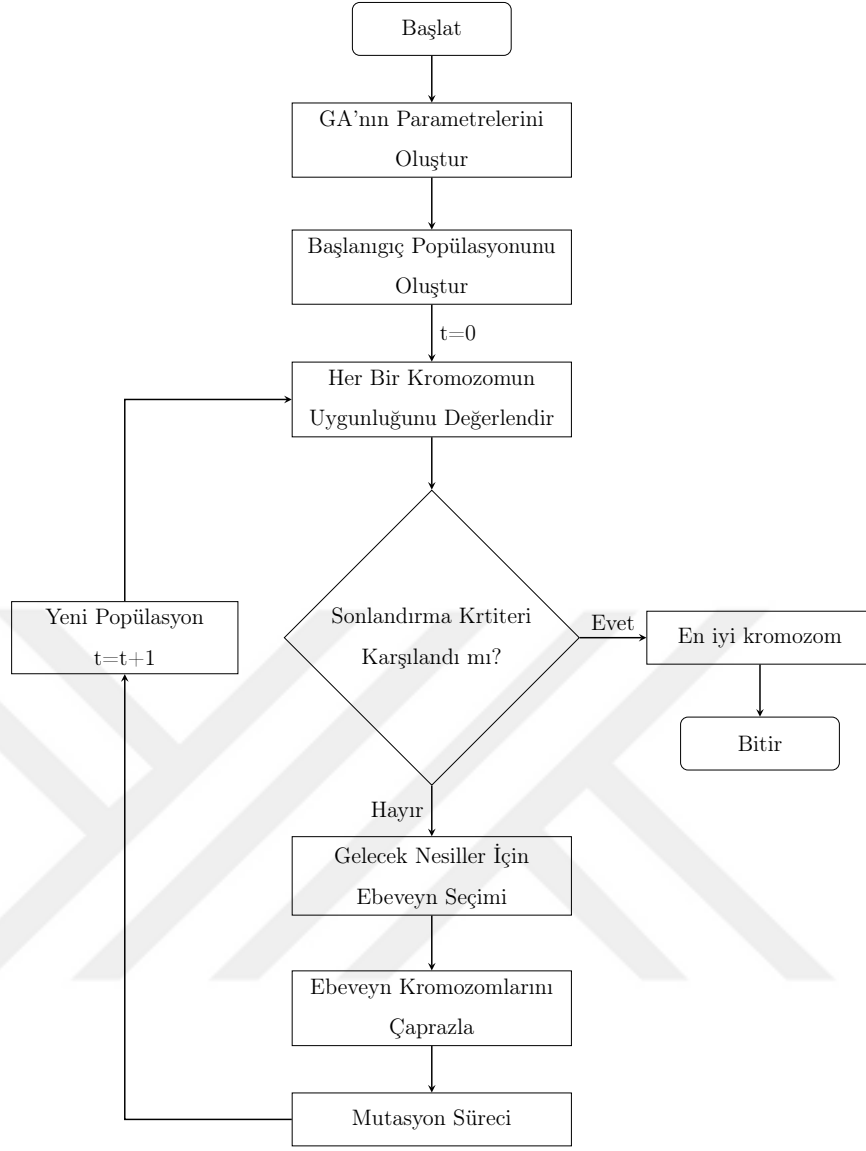 Başlat
GA'nın Parametrelerini
Oluştur
Başlanıgıç Popülasyonunu
Oluştur
t=0
Her Bir Kromozomun
Uygunluğunu Değerlendir
Yeni Popülasyon
t=t+1
Sonlandırma Krtiteri
Karşılandı mı?
Evet
En iyi kromozom
Bitir
Hayır
Gelecek Nesiller İçin
Ebeveyn Seçimi
Ebeveyn Kromozomlarını
Çaprazla
Mutasyon Süreci